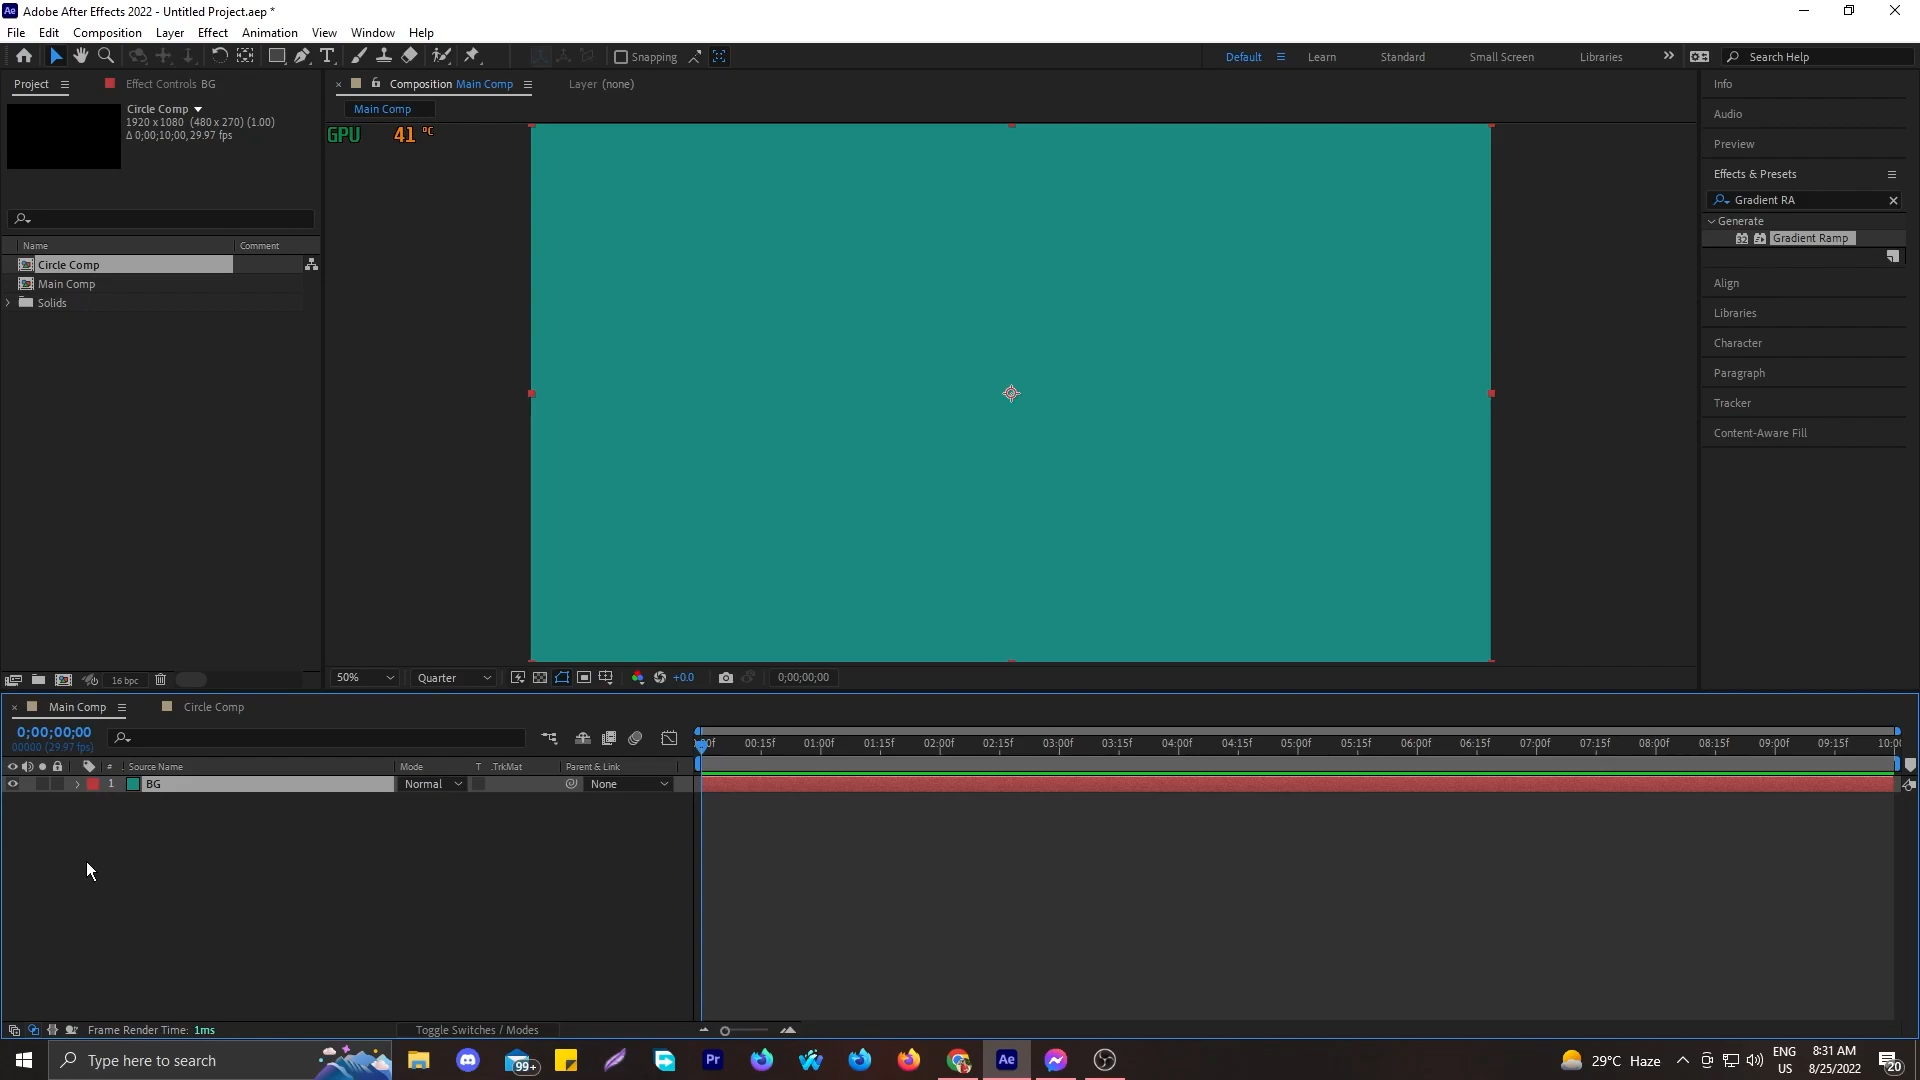 Adobe After Effects 2022 - Untitled Project.aep *
File Edit Composition Layer Effect Animation View Window Help
Snapping
Default Learn Standard Small Screen Libraries Search Help
Project Effect Controls BG
Circle Comp
1920 x 1080 (480 x 270) (1.00)
Δ 0;00;10;00, 29.97 fps
Name Comment
Circle Comp
Main Comp
Solids
16 bpc
Composition Main Comp Layer (none)
Main Comp
GPU 41 °C
50% Quarter +0.0 0;00;00;00
Info
Audio
Preview
Effects & Presets
Gradient RA
Generate
32 Gradient Ramp
Align
Libraries
Character
Paragraph
Tracker
Content-Aware Fill
Main Comp Circle Comp
0;00;00;00
00000 (29.97 fps)
:00f 00:15f 01:00f 01:15f 02:00f 02:15f 03:00f 03:15f 04:00f 04:15f 05:00f 05:15f 06:00f 06:15f 07:00f 07:15f 08:00f 08:15f 09:00f 09:15f 10:0
# Source Name Mode T .TrkMat Parent & Link
1 BG Normal None
Frame Render Time: 1ms Toggle Switches / Modes
Type here to search 99+ Pr Ae 29°C Haze ENG 8:31 AM
US 8/25/2022 20